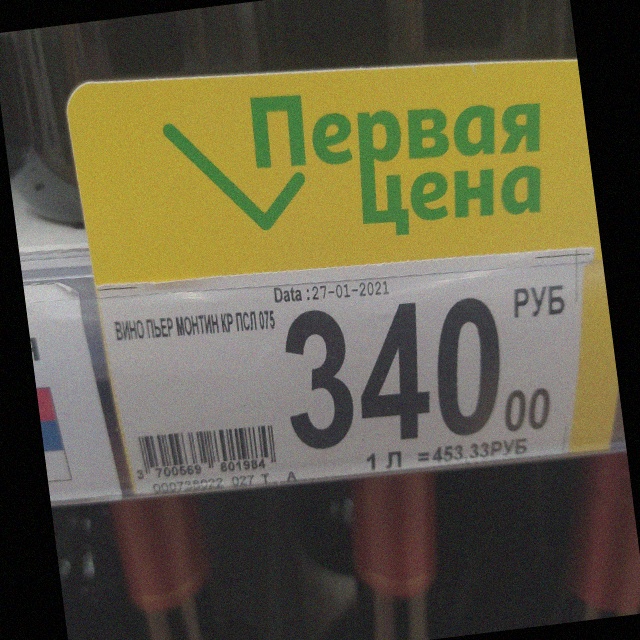 Первая
цена
Data :27-01-2021
ВИНО ПЬЕР МОНТИН КР ПСЛ 075
340 00
РУБ
3 700569 601984
1 Л =453.33РУБ